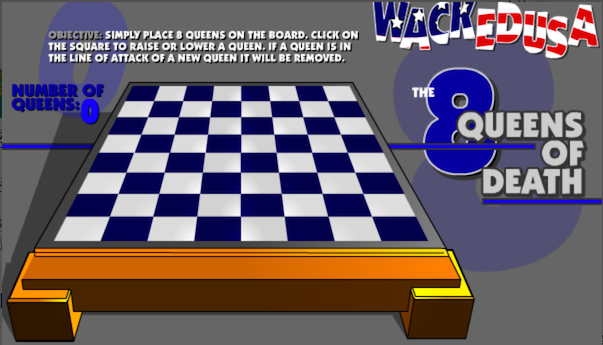 WACKEDUSA
OBJECTIVE: SIMPLY PLACE 8 QUEENS ON THE BOARD. CLICK ON
THE SQUARE TO RAISE OR LOWER A QUEEN. IF A QUEEN IS IN
THE LINE OF ATTACK OF A NEW QUEEN IT WILL BE REMOVED.
NUMBER OF
QUEENS: 0
THE 8
QUEENS
OF
DEATH